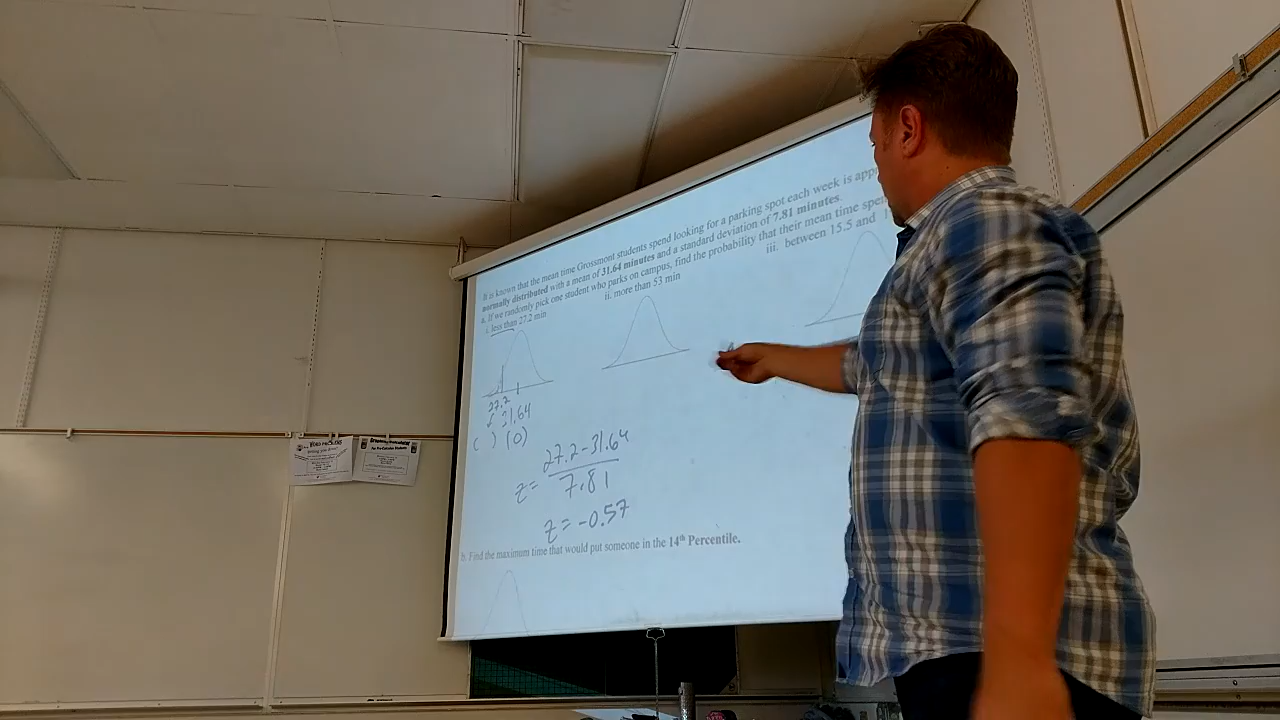 It is known that the mean time Grossmont students spend looking for a parking spot each week is
normally distributed with a mean of 31.64 minutes and a standard deviation of 7.81 minutes.
a. If we randomly pick one student who parks on campus, find the probability that their mean time
i. less than 27.2 min
ii. more than 53 min
iii. between 15.5 and
27.2
31.64
( ) (0)
z = 27.2-31.64
7.81
z = -0.57
b. Find the maximum time that would put someone in the 14th Percentile.